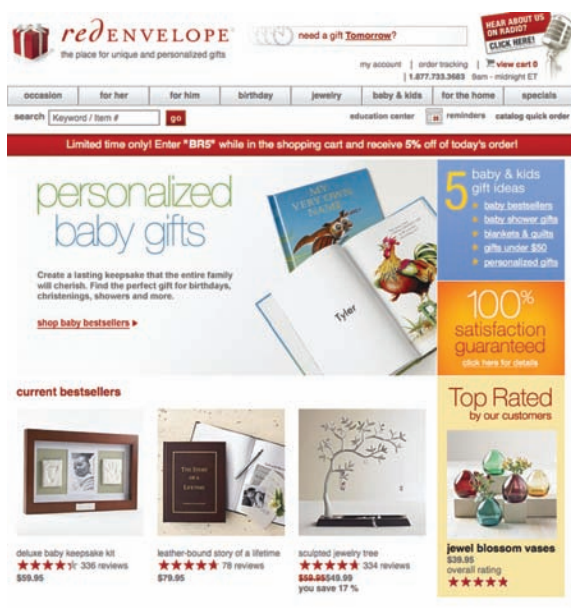 redENVELOPE®
the place for unique and personalized gifts
need a gift Tomorrow?
HEAR ABOUT US
ON RADIO?
CLICK HERE!
my account | order tracking | view cart 0
| 1.877.733.3683 9am - midnight ET
occasion for her for him birthday jewelry baby & kids for the home specials
search Keyword / Item # go education center reminders catalog quick order
Limited time only! Enter "BR5" while in the shopping cart and receive 5% off of today's order!
personalized
baby gifts
Create a lasting keepsake that the entire family
will cherish. Find the perfect gift for birthdays,
christenings, showers and more.
shop baby bestsellers
MY
VERY OWN
NAME
Tyler
5 baby & kids
gift ideas
baby bestsellers
baby shower gifts
blankets & quilts
gifts under $50
personalized gifts
100%
satisfaction
guaranteed
click here for details
current bestsellers
THE STORY
OF A
LIFETIME
deluxe baby keepsake kit
336 reviews
$59.95
leather-bound story of a lifetime
78 reviews
$79.95
sculpted jewelry tree
334 reviews
$59.95$49.99
you save 17 %
Top Rated
by our customers
jewel blossom vases
$39.95
overall rating